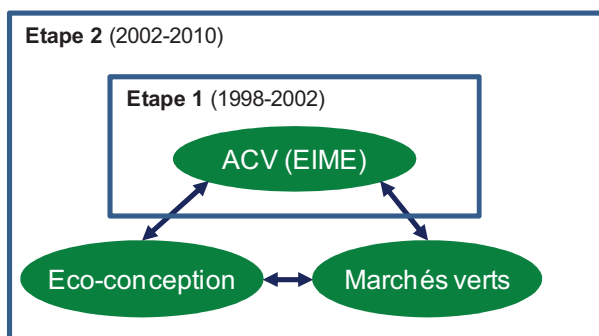 Etape 2 (2002-2010)
Etape 1 (1998-2002)
ACV (EIME)
Eco-conception
Marchés verts